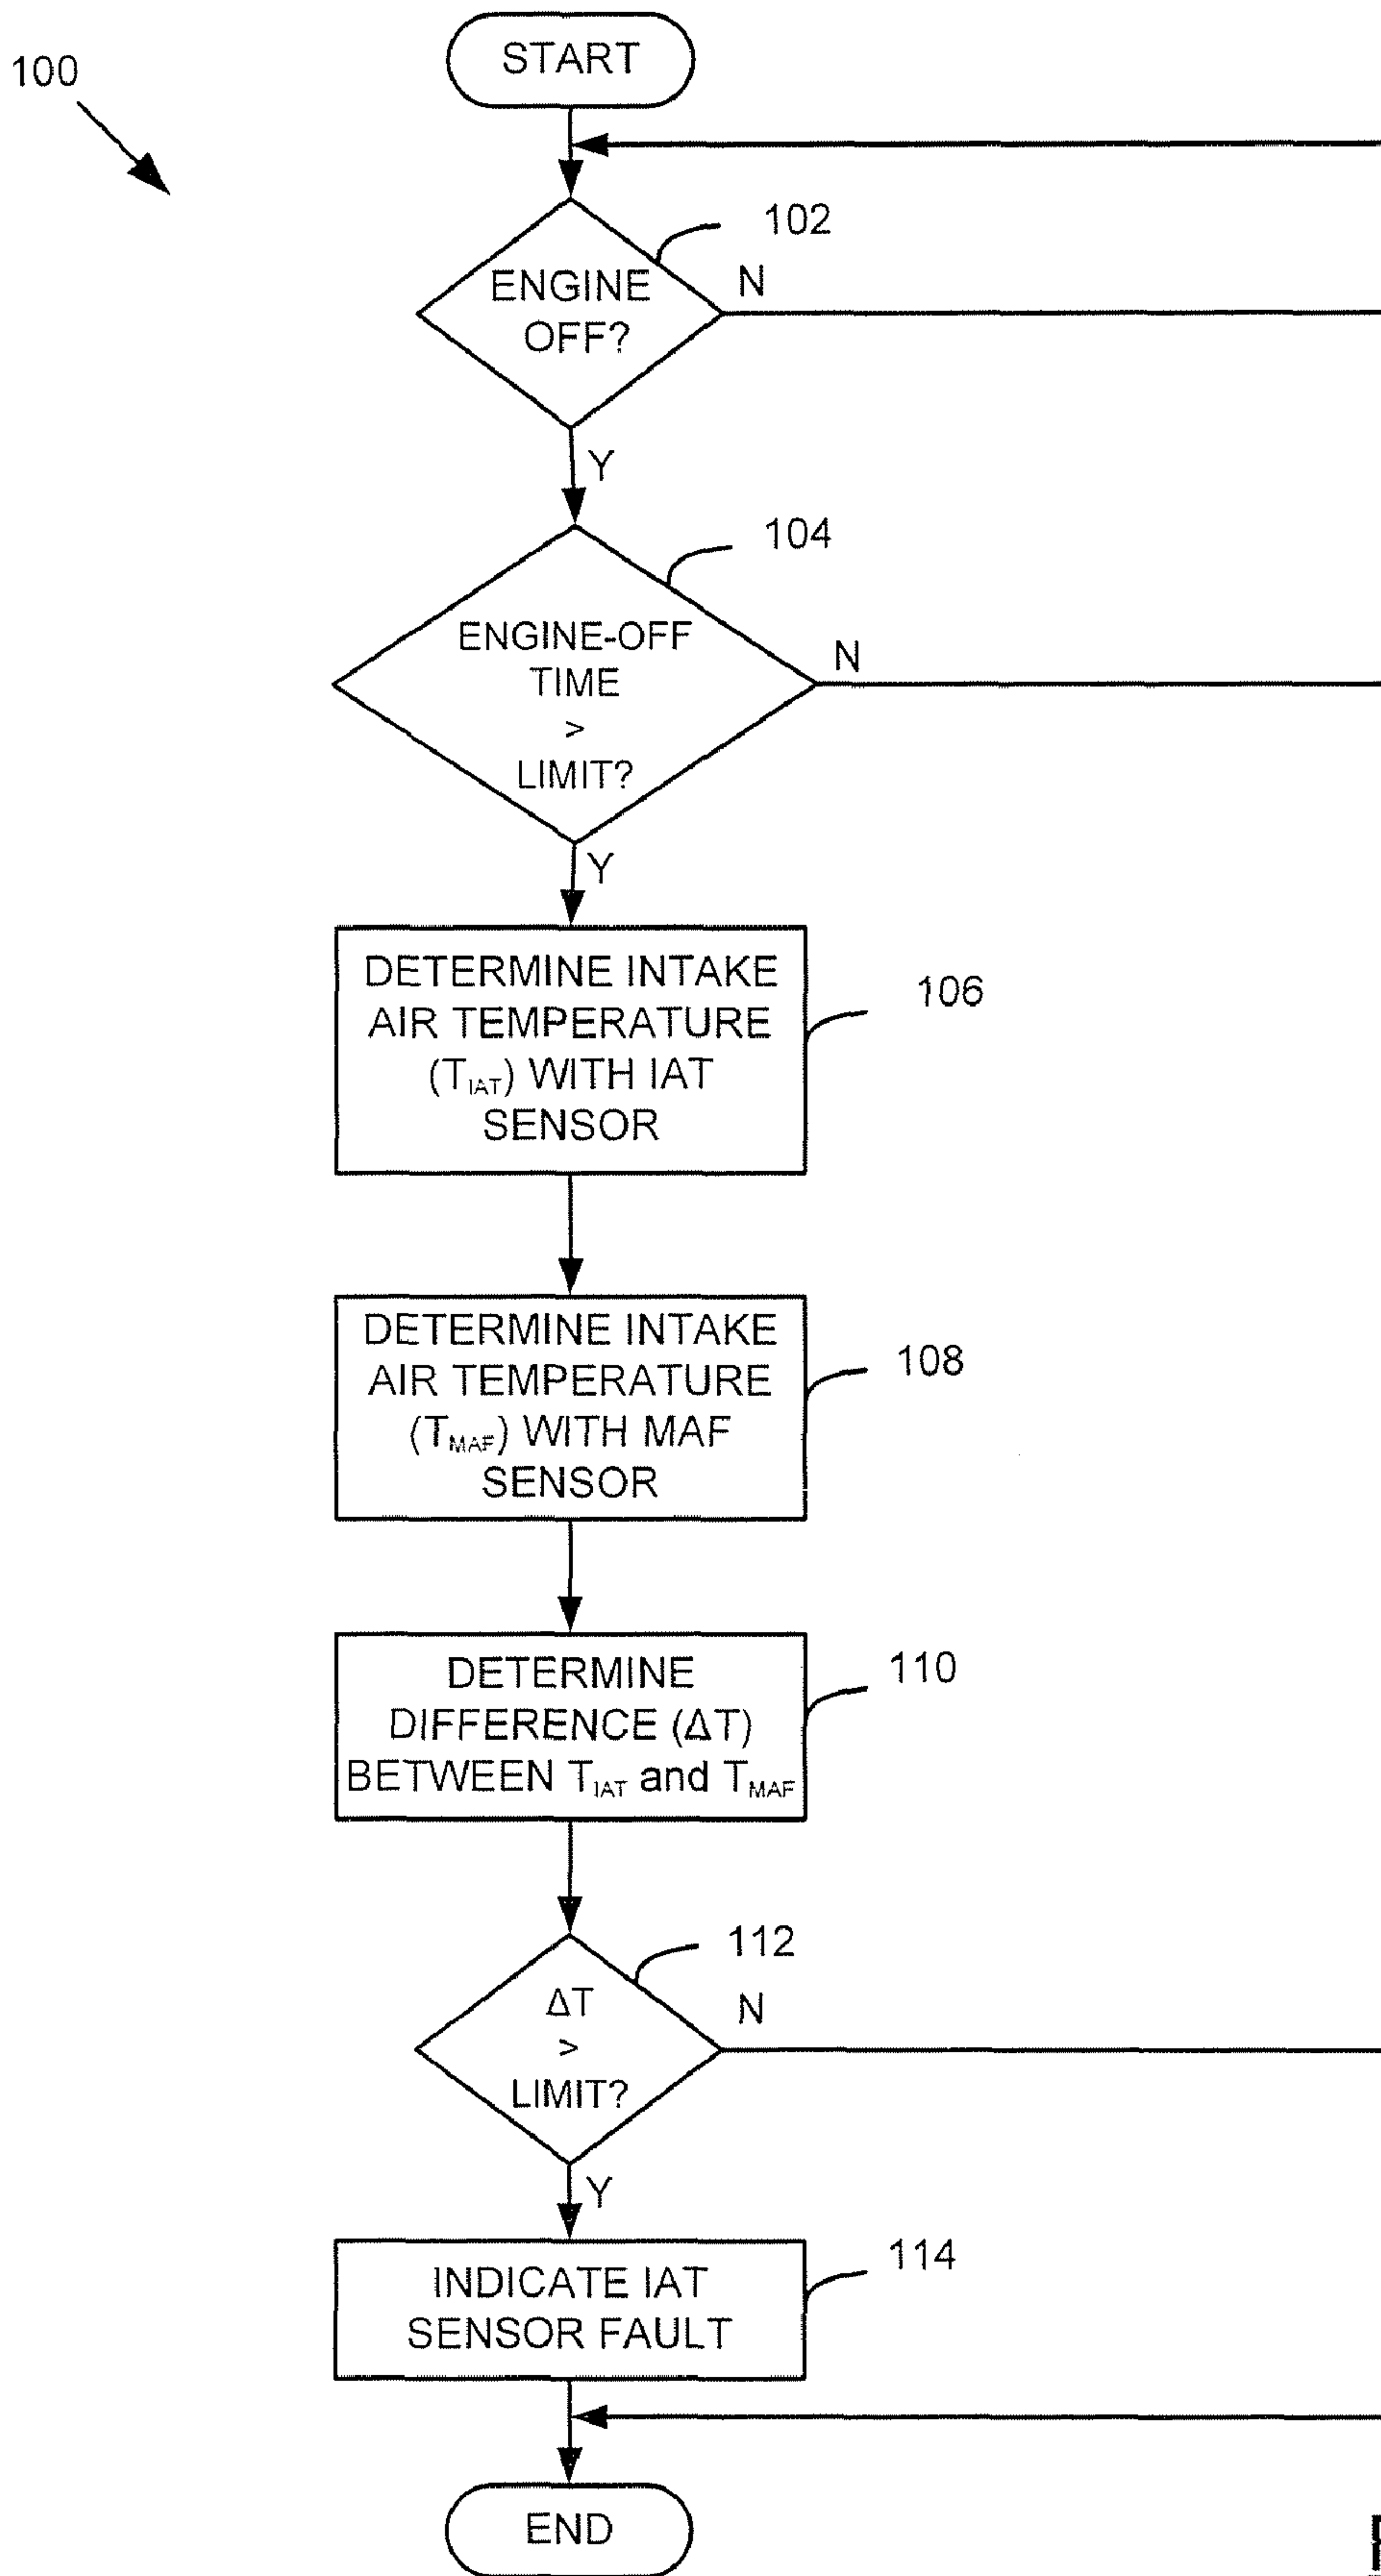 100
START
102
ENGINE
OFF?
N
Y
104
ENGINE-OFF
TIME
>
LIMIT?
N
Y
DETERMINE INTAKE
AIR TEMPERATURE
(TIAT) WITH IAT
SENSOR
106
DETERMINE INTAKE
AIR TEMPERATURE
(TMAF) WITH MAF
SENSOR
108
DETERMINE
DIFFERENCE (ΔT)
BETWEEN TIAT and TMAF
110
112
ΔT
>
LIMIT?
N
Y
INDICATE IAT
SENSOR FAULT
114
END